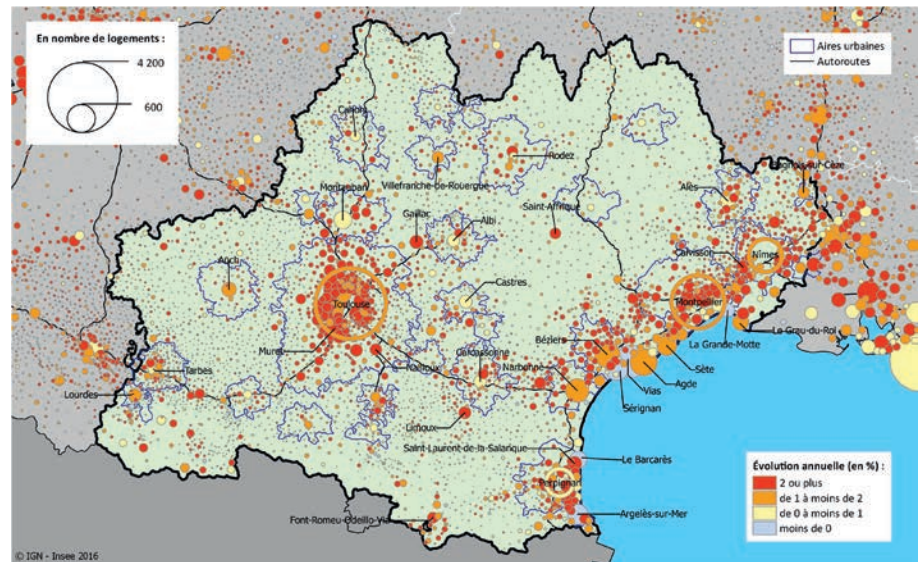 En nombre de logements :
4 200
600
Aires urbaines
Autoroutes
Cahors
Villefranche-de-Rouergue
Rodez
Bagnols-sur-Cèze
Montauban
Gaillac
Albi
Saint-Affrique
Alès
Auch
Calvisson
Nîmes
Castres
Toulouse
Montpellier
Le Grau-du-Roi
La Grande-Motte
Muret
Nailloux
Carcassonne
Béziers
Sète
Tarbes
Narbonne
Agde
Lourdes
Vias
Sérignan
Limoux
Saint-Laurent-de-la-Salanque
Le Barcarès
Perpignan
Font-Romeu-Odeillo-Via
Argelès-sur-Mer
Évolution annuelle (en %) :
2 ou plus
de 1 à moins de 2
de 0 à moins de 1
moins de 0
© IGN - Insee 2016